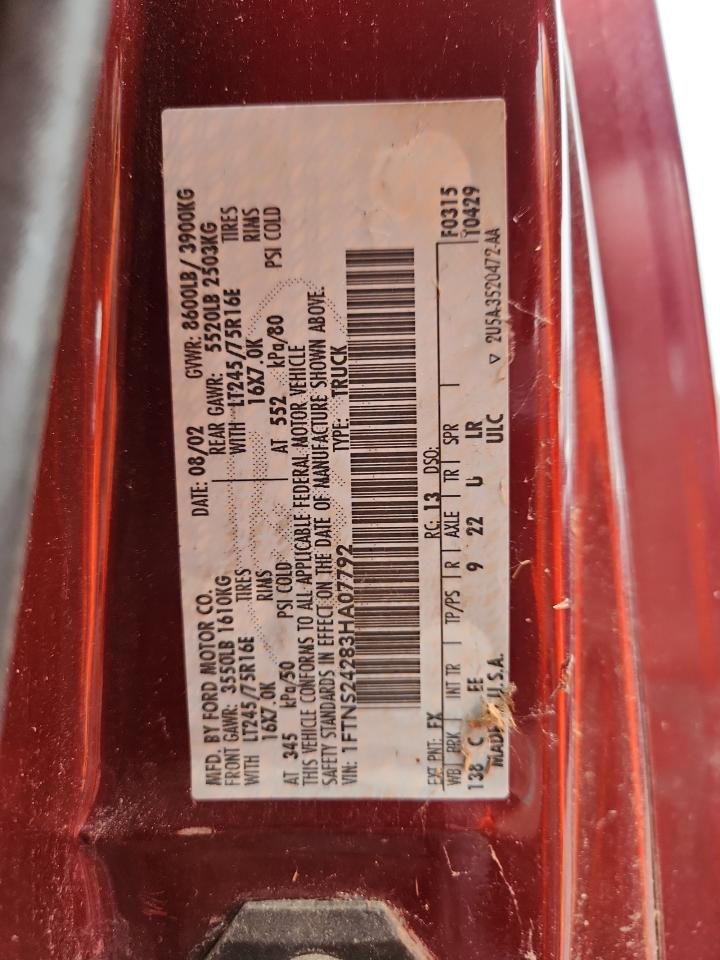 MFD. BY FORD MOTOR CO. DATE: 08/02 GVWR: 8600LB/ 3900KG
FRONT GAWR: 3550LB 1610KG REAR GAWR: 5520LB 2503KG
WITH LT245/75R16E TIRES WITH LT245/75R16E TIRES
16X7.0K RIMS 16X7.0K RIMS
AT 345 kPa/50 PSI COLD AT 552 kPa/80 PSI COLD
THIS VEHICLE CONFORMS TO ALL APPLICABLE FEDERAL MOTOR VEHICLE
SAFETY STANDARDS IN EFFECT ON THE DATE OF MANUFACTURE SHOWN ABOVE.
VIN: 1FTNS24283HA07792 TYPE: TRUCK
EXT PNT: FX RC: 13 DSO: F0315
WB BRK INT TR TP/PS R AXLE TR SPR T0429
138 C EE 9 22 U LR
MADE U.S.A. ULC ▽ 2U5A-3520472-AA